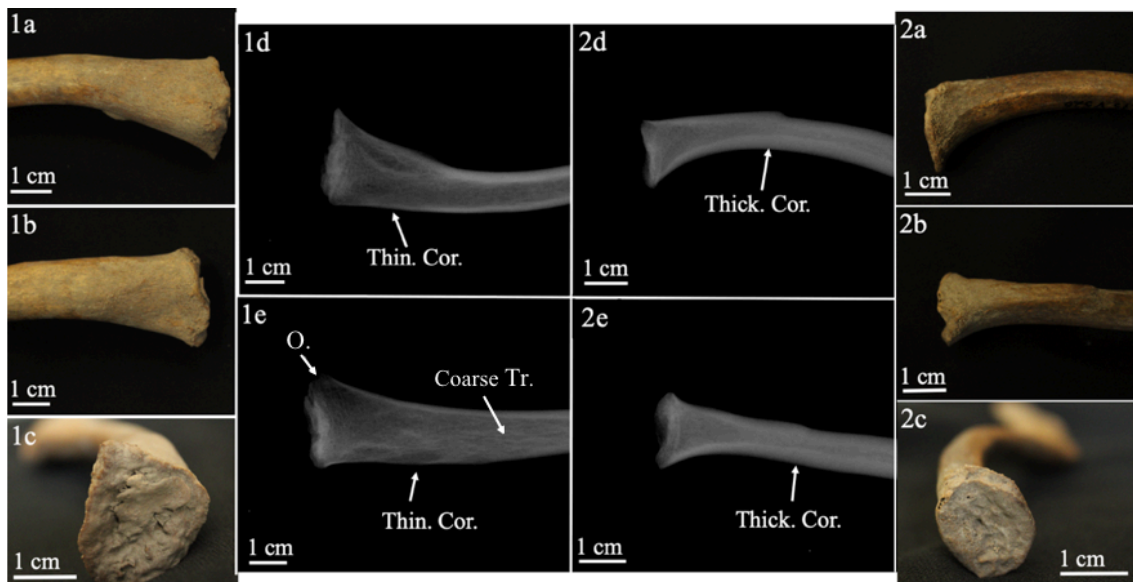 1a
1 cm
1b
1 cm
1c
1 cm
1d
Thin. Cor.
1 cm
1e
O.
Coarse Tr.
Thin. Cor.
1 cm
2d
Thick. Cor.
1 cm
2e
Thick. Cor.
1 cm
2a
1 cm
2b
1 cm
2c
1 cm